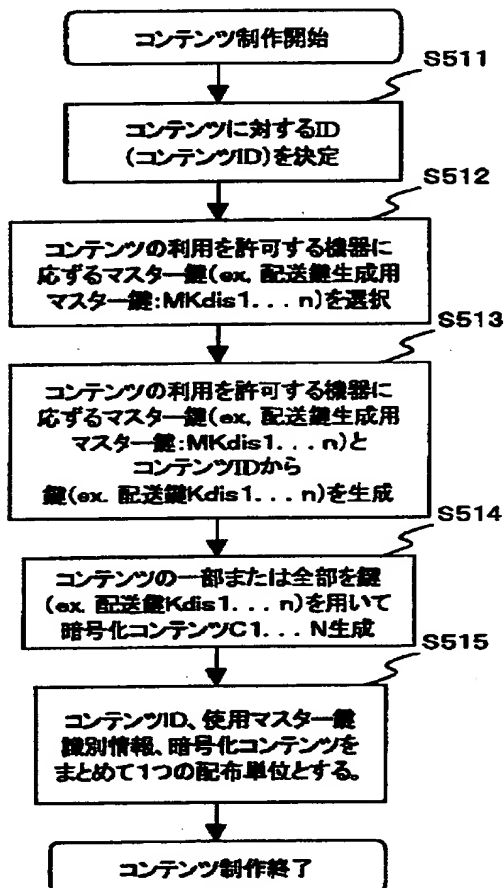 コンテンツ制作開始
S511
コンテンツに対するID
(コンテンツID)を決定
S512
コンテンツの利用を許可する機器に
応ずるマスター鍵(ex. 配送鍵生成用
マスター鍵:MKdis1...n)を選択
S513
コンテンツの利用を許可する機器に
応ずるマスター鍵(ex. 配送鍵生成用
マスター鍵:MKdis1...n)と
コンテンツIDから
鍵(ex. 配送鍵Kdis1...n)を生成
S514
コンテンツの一部または全部を鍵
(ex. 配送鍵Kdis1...n)を用いて
暗号化コンテンツC1...N生成
S515
コンテンツID、使用マスター鍵
識別情報、暗号化コンテンツを
まとめて1つの配布単位とする。
コンテンツ制作終了